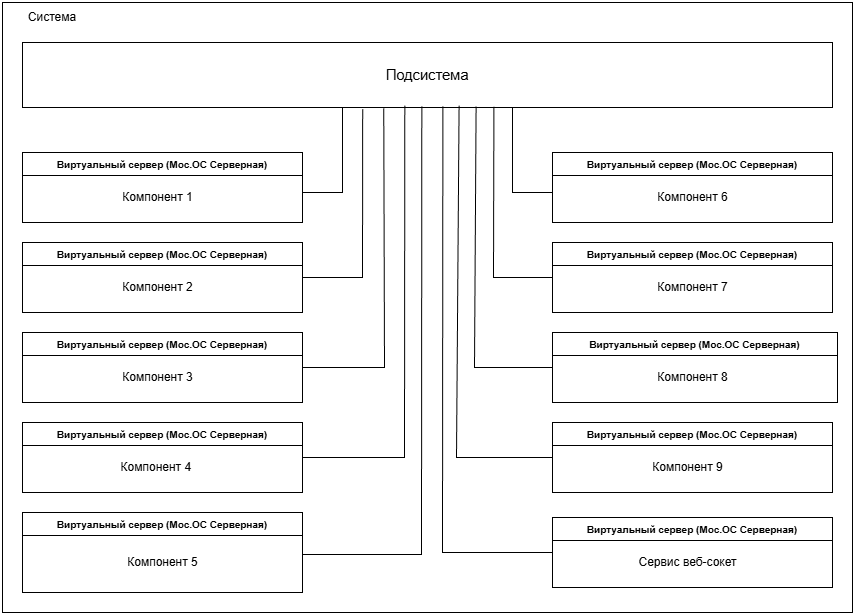 Система
Подсистема
Виртуальный сервер (Мос.ОС Серверная)
Компонент 1
Виртуальный сервер (Мос.ОС Серверная)
Компонент 2
Виртуальный сервер (Мос.ОС Серверная)
Компонент 3
Виртуальный сервер (Мос.ОС Серверная)
Компонент 4
Виртуальный сервер (Мос.ОС Серверная)
Компонент 5
Виртуальный сервер (Мос.ОС Серверная)
Компонент 6
Виртуальный сервер (Мос.ОС Серверная)
Компонент 7
Виртуальный сервер (Мос.ОС Серверная)
Компонент 8
Виртуальный сервер (Мос.ОС Серверная)
Компонент 9
Виртуальный сервер (Мос.ОС Серверная)
Сервис веб-сокет